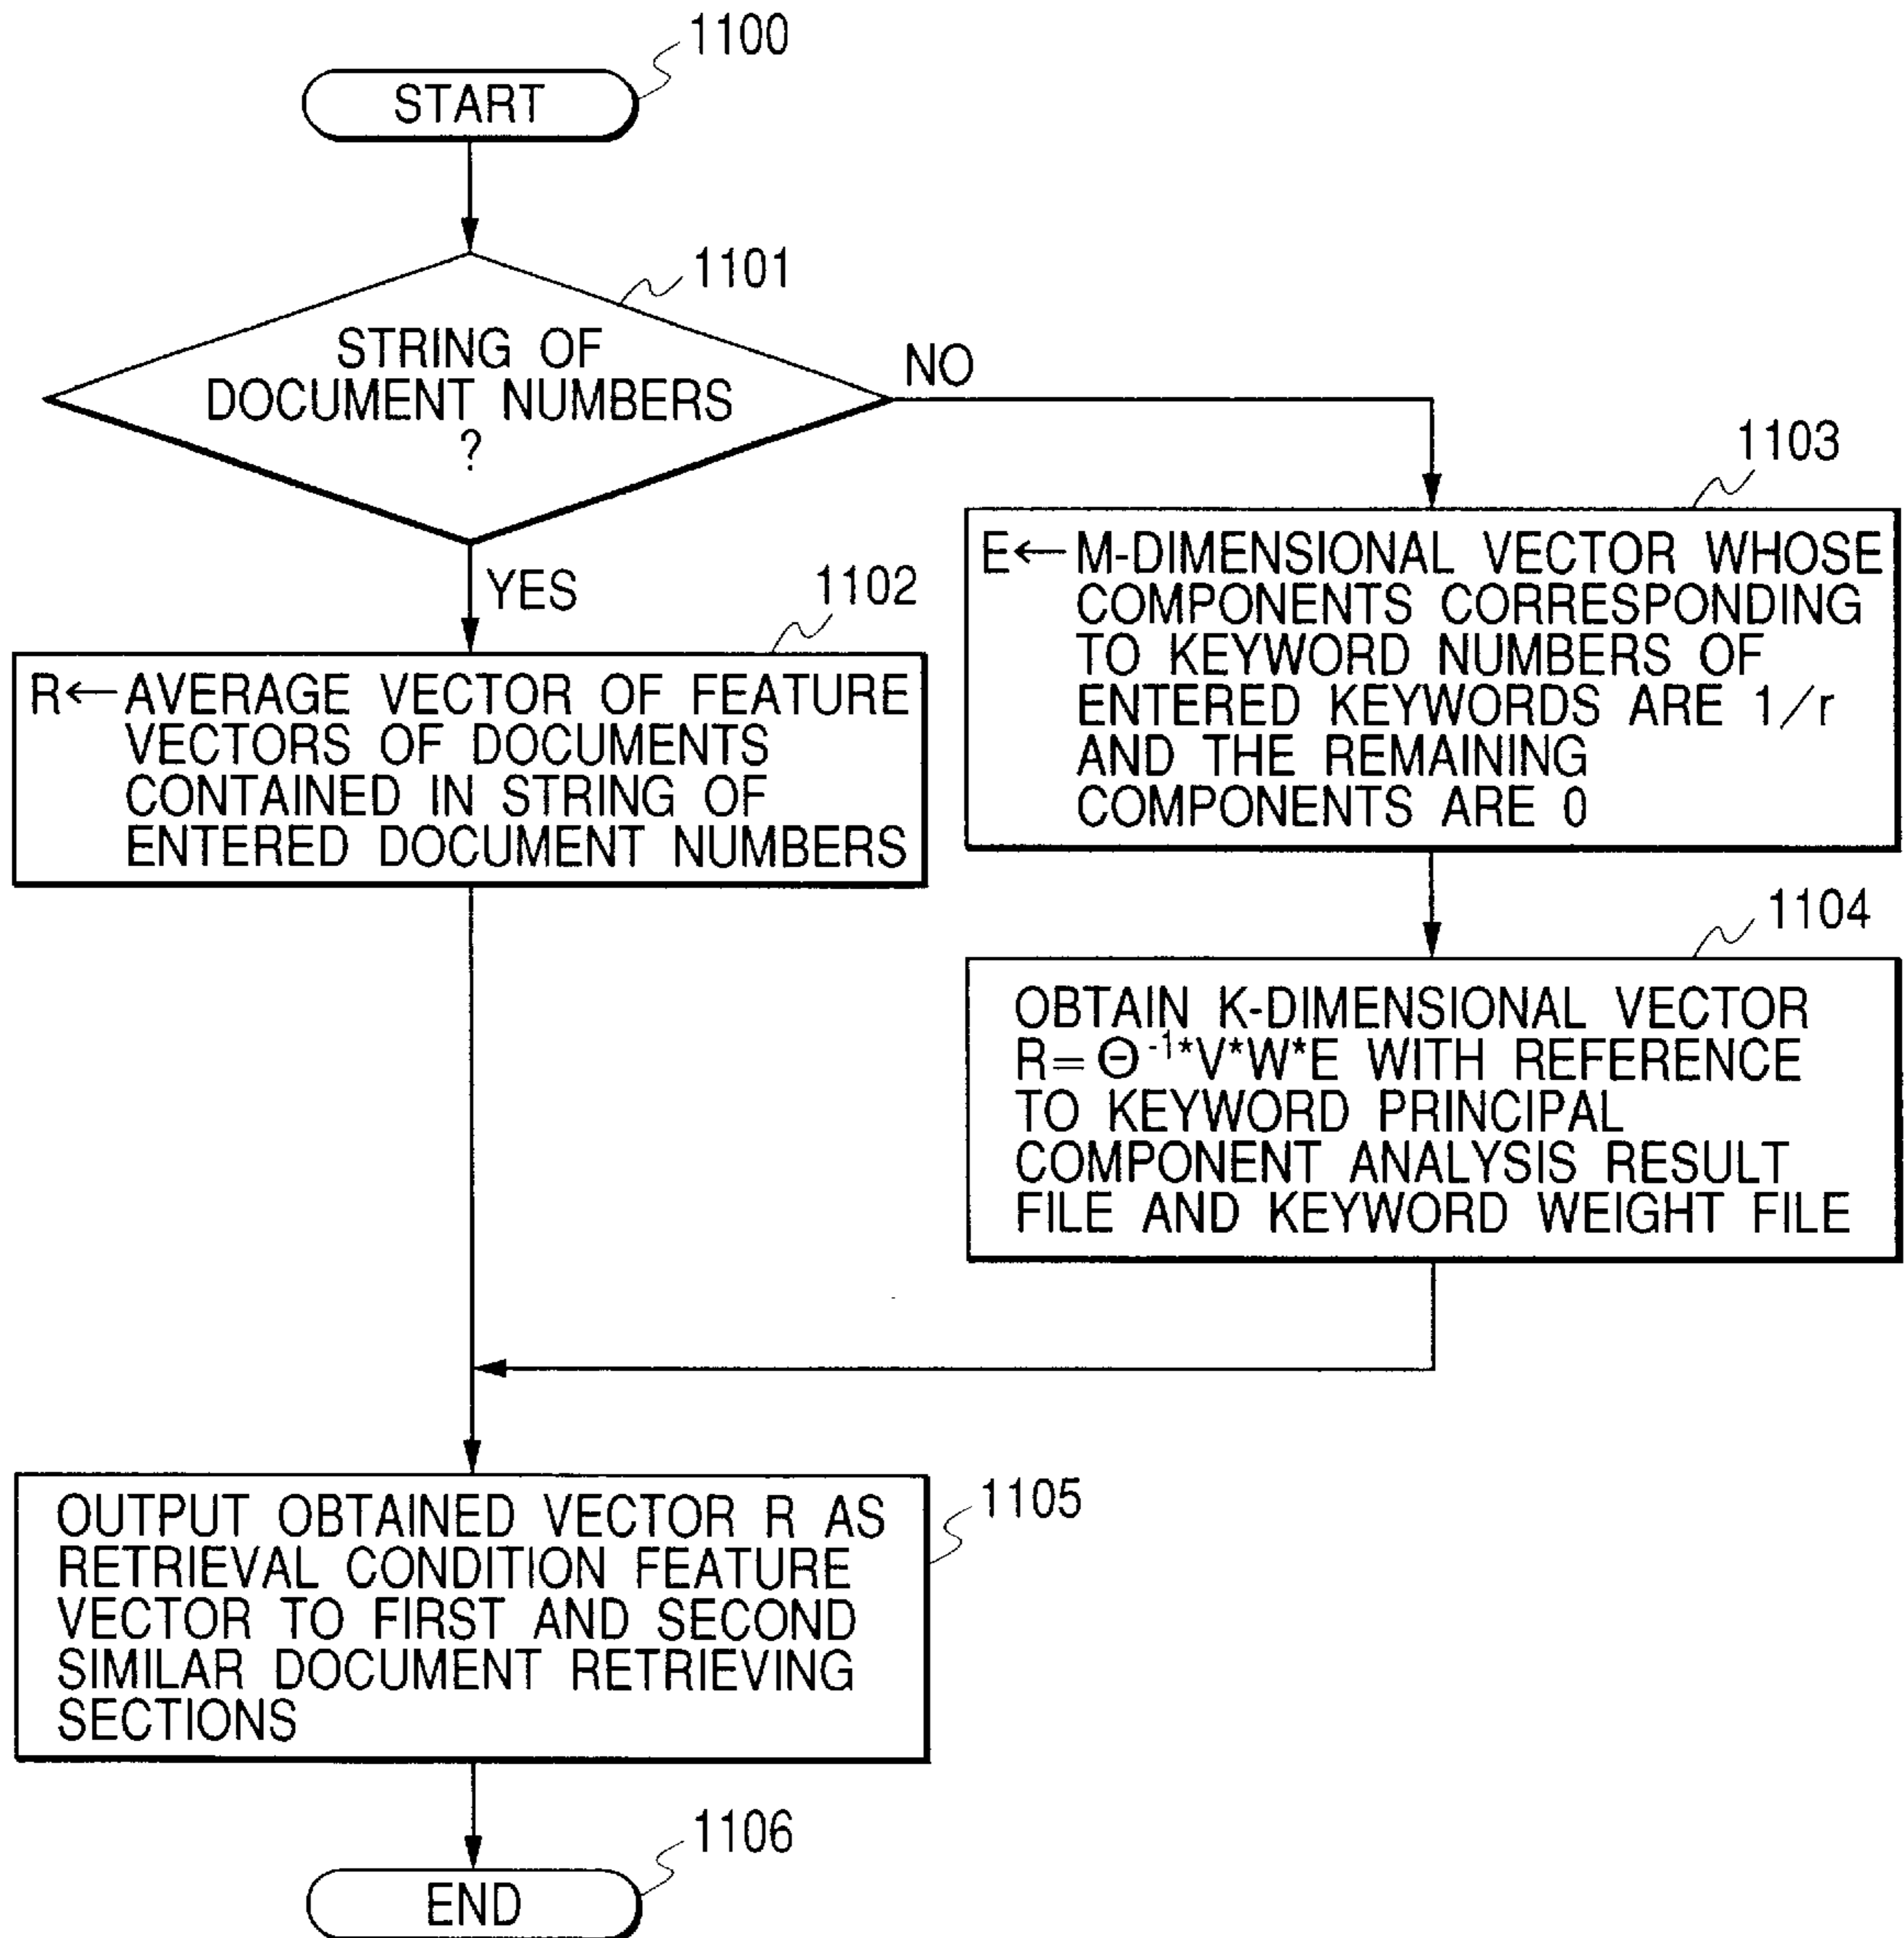 1100
START
1101
STRING OF
DOCUMENT NUMBERS
?
NO
YES
1102
R← AVERAGE VECTOR OF FEATURE
VECTORS OF DOCUMENTS
CONTAINED IN STRING OF
ENTERED DOCUMENT NUMBERS
1103
E← M-DIMENSIONAL VECTOR WHOSE
COMPONENTS CORRESPONDING
TO KEYWORD NUMBERS OF
ENTERED KEYWORDS ARE 1/r
AND THE REMAINING
COMPONENTS ARE 0
1104
OBTAIN K-DIMENSIONAL VECTOR
R=Θ⁻¹*V*W*E WITH REFERENCE
TO KEYWORD PRINCIPAL
COMPONENT ANALYSIS RESULT
FILE AND KEYWORD WEIGHT FILE
1105
OUTPUT OBTAINED VECTOR R AS
RETRIEVAL CONDITION FEATURE
VECTOR TO FIRST AND SECOND
SIMILAR DOCUMENT RETRIEVING
SECTIONS
1106
END